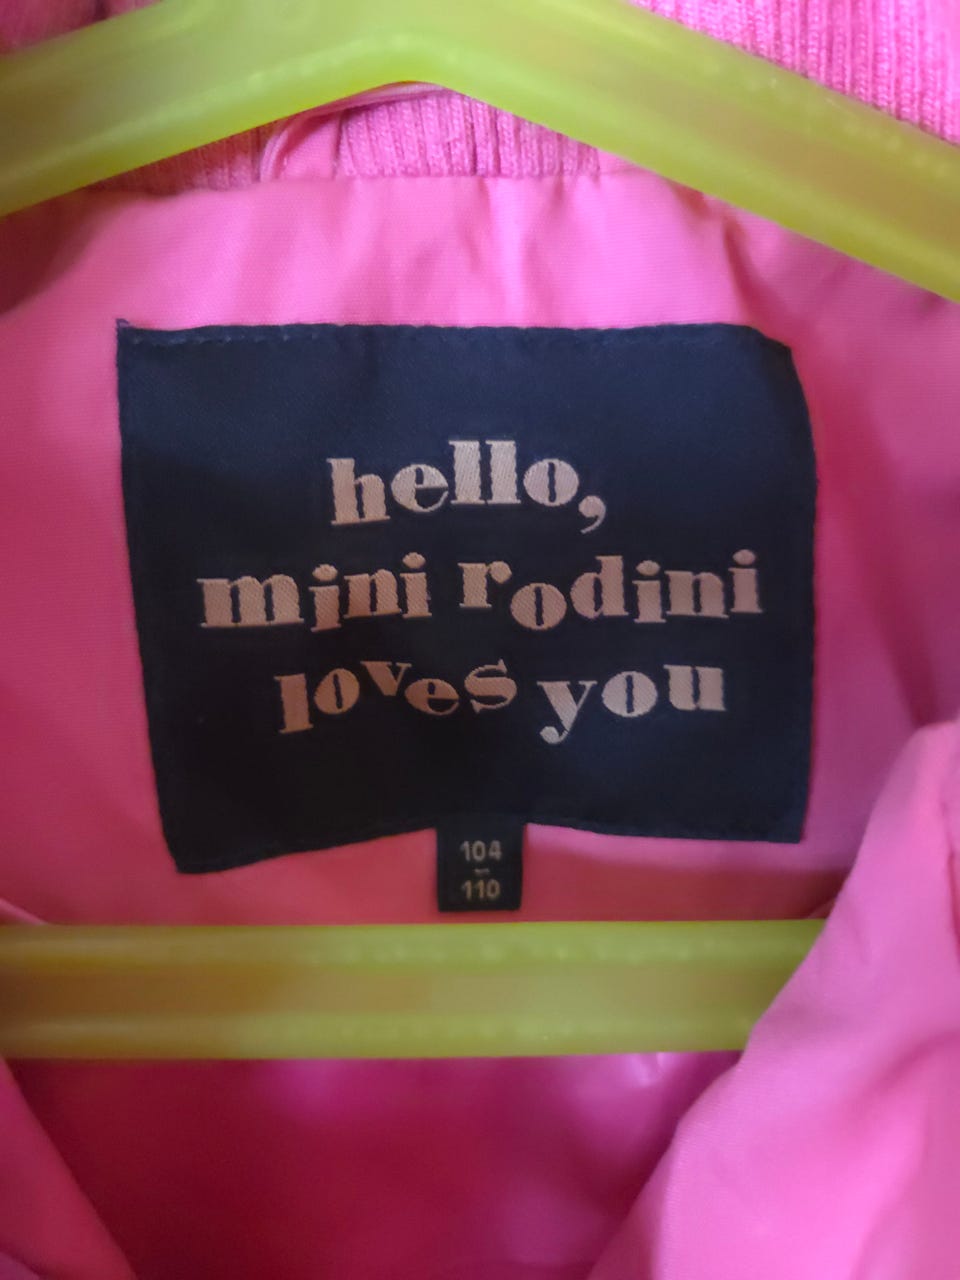 hello,
mini rodini
loves you
104
-
110